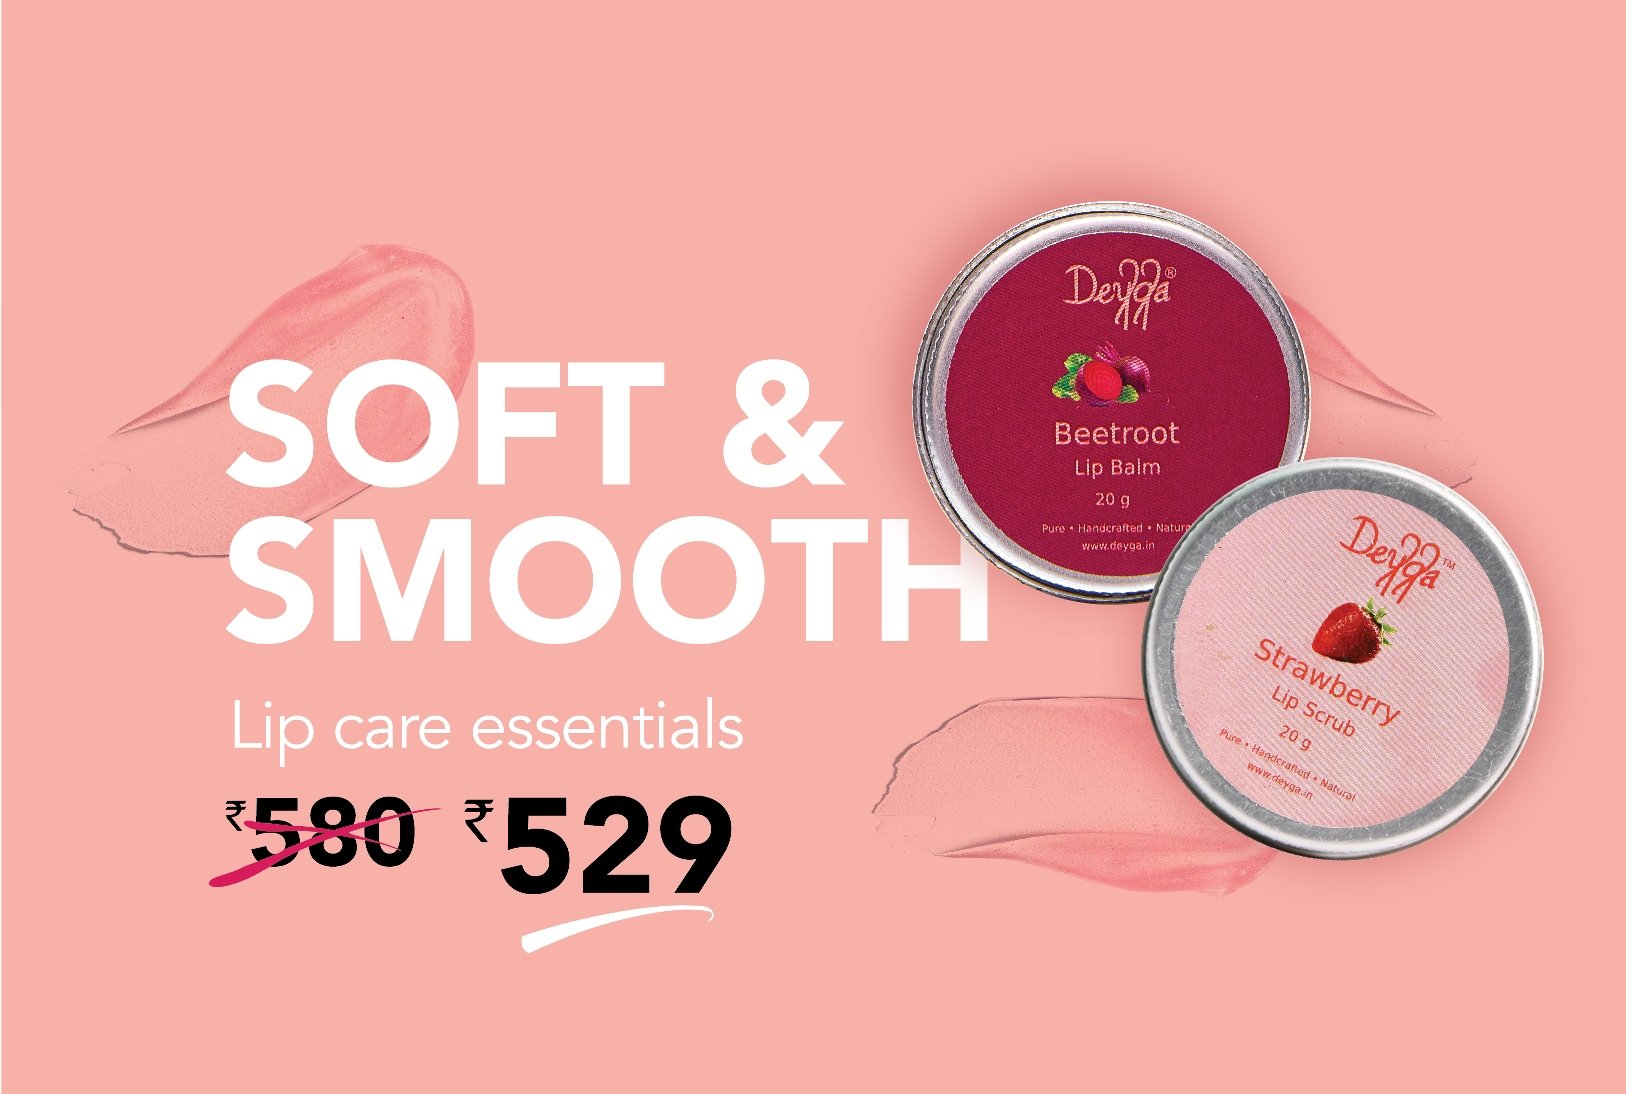 SOFT &
SMOOTH
Lip care essentials
₹580 ₹529
Deyga®
Beetroot
Lip Balm
20 g
Pure • Handcrafted •
www.deyga.in
Deyga™
Strawberry
Lip Scrub
20 g
Pure • Handcrafted • Natural
www.deyga.in